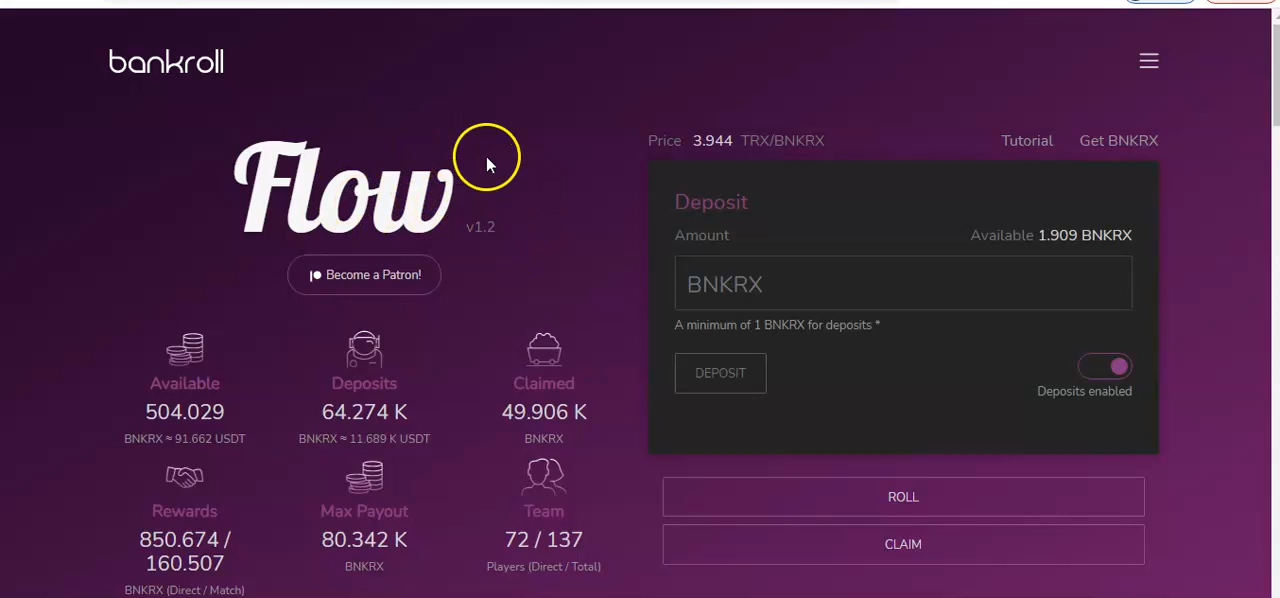 bankroll
Flow
v1.2
Become a Patron!
Available
504.029
BNKRX ≈ 91.662 USDT
Deposits
64.274 K
BNKRX ≈ 11.689 K USDT
Claimed
49.906 K
BNKRX
Rewards
850.674 /
160.507
BNKRX (Direct / Match)
Max Payout
80.342 K
BNKRX
Team
72 / 137
Players (Direct / Total)
Price 3.944 TRX/BNKRX
Tutorial
Get BNKRX
Deposit
Amount
Available 1.909 BNKRX
BNKRX
A minimum of 1 BNKRX for deposits *
DEPOSIT
Deposits enabled
ROLL
CLAIM